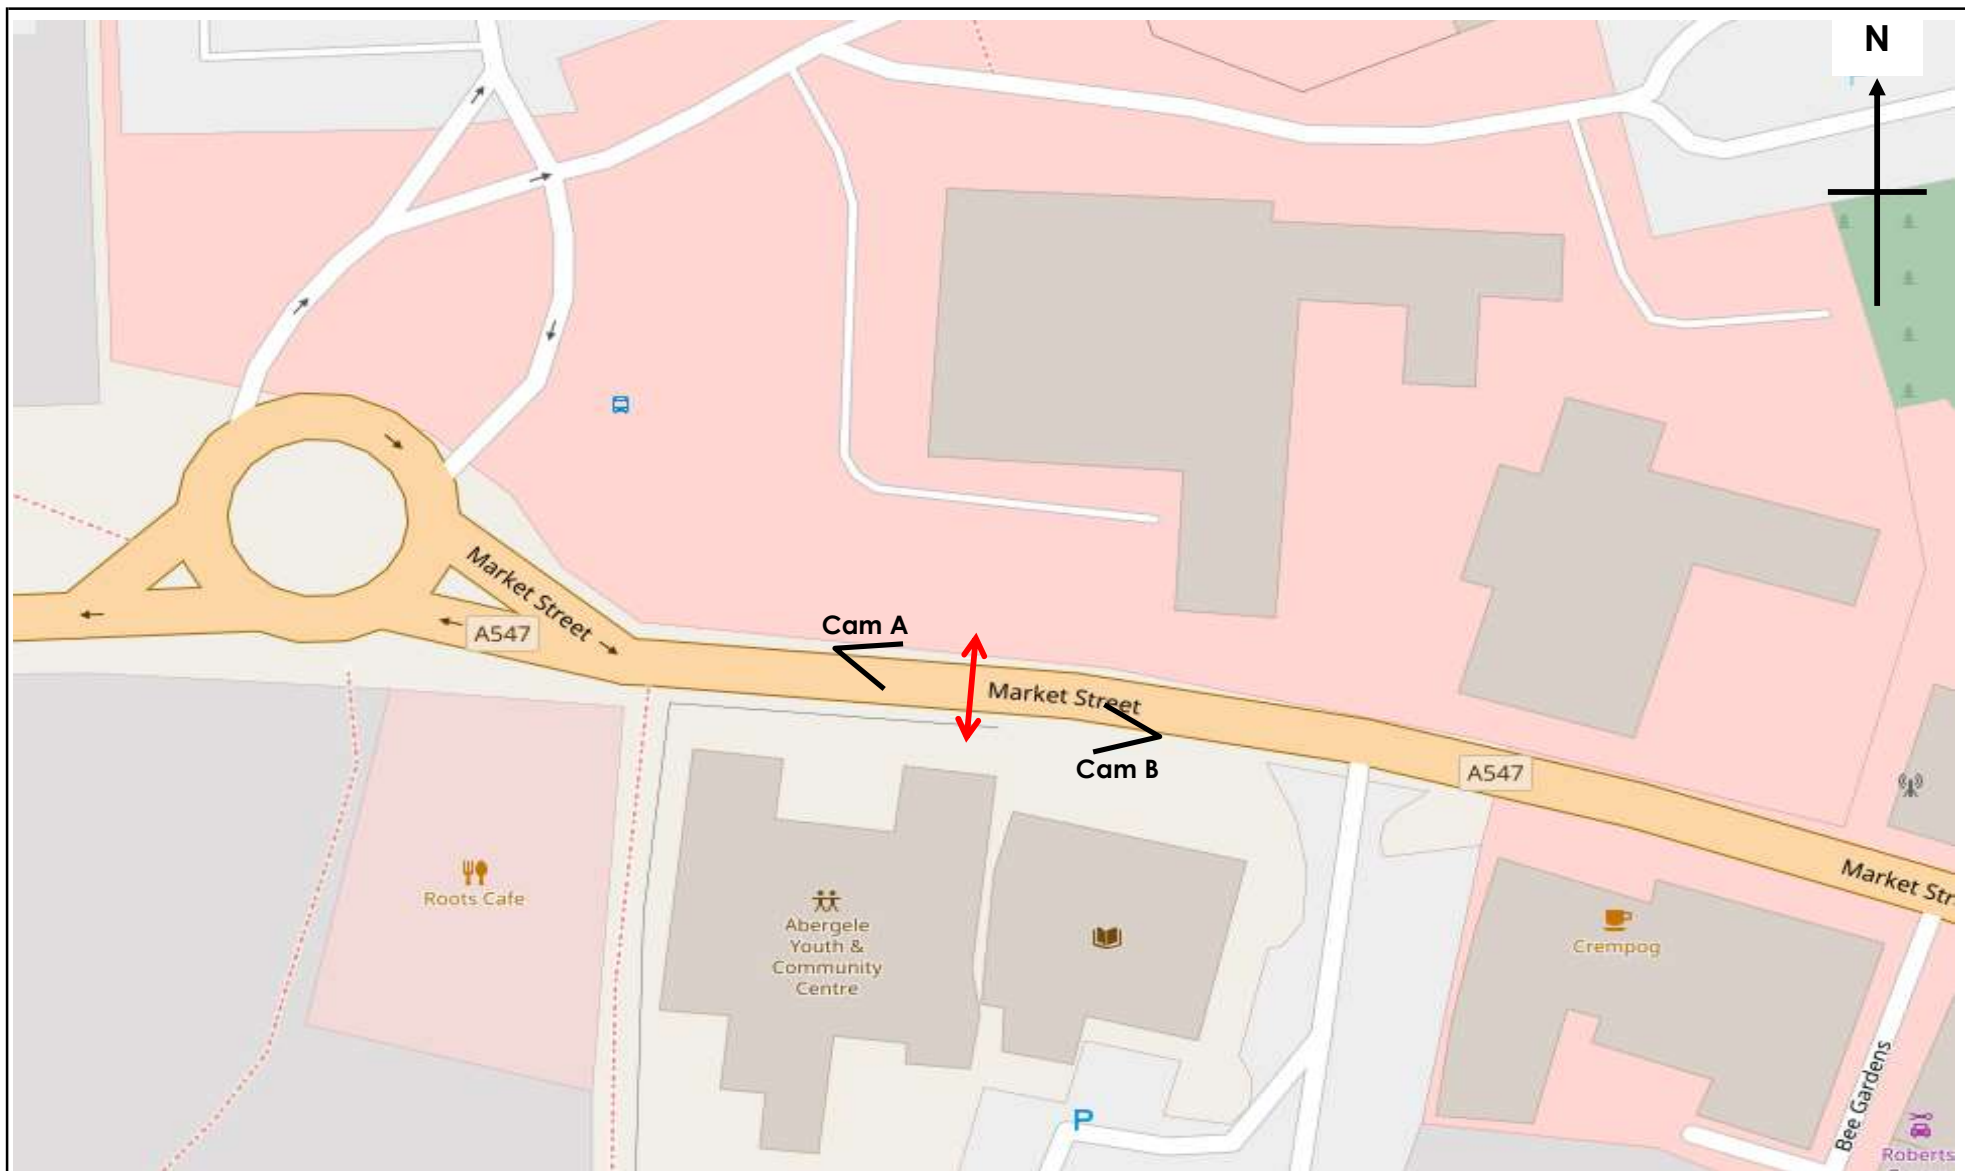 N
Market Street
A547
Cam A
Market Street
Cam B
A547
Market Str
Roots Cafe
Abergele
Youth &
Community
Centre
Crempog
P
Bee Gardens
Roberts